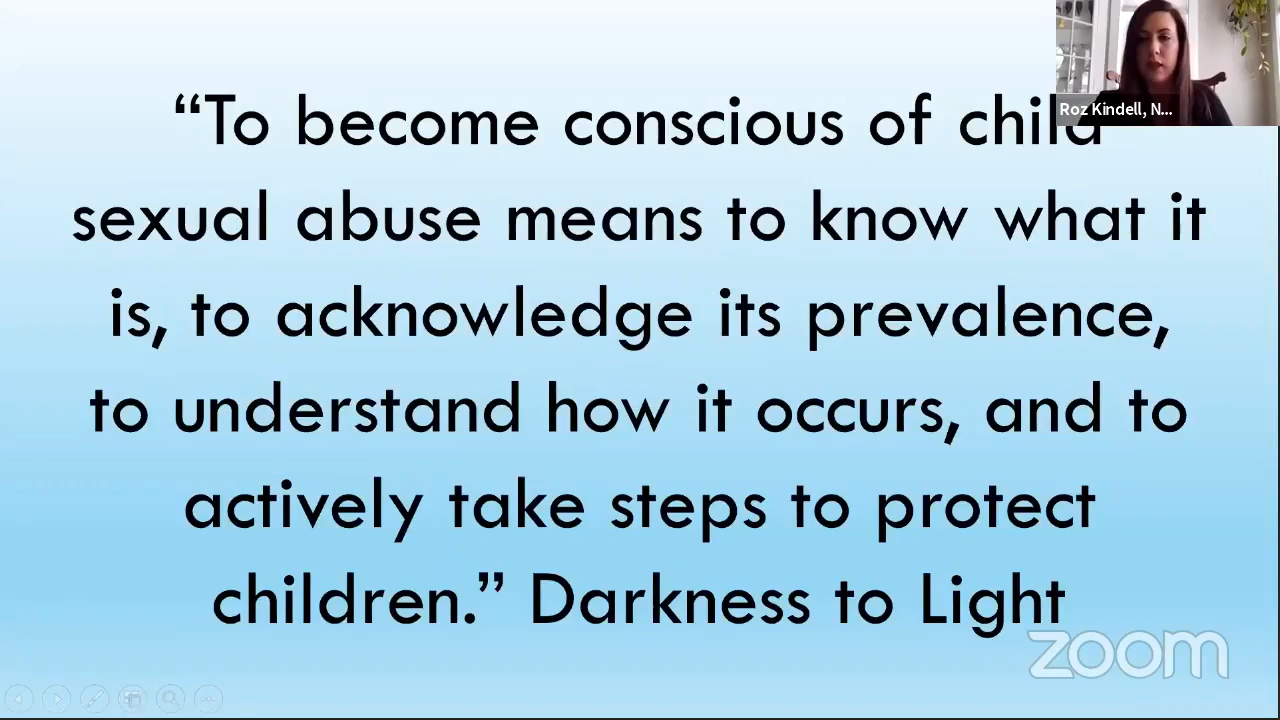 “To become conscious of child
Roz Kindell, N...
sexual abuse means to know what it
is, to acknowledge its prevalence,
to understand how it occurs, and to
actively take steps to protect
children.” Darkness to Light
zoom